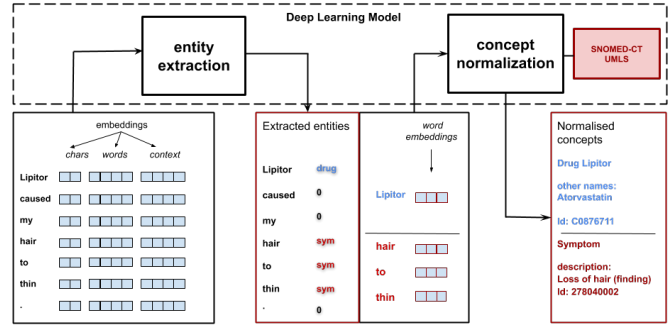 Deep Learning Model
entity
extraction
concept
normalization
SNOMED-CT
UMLS
embeddings
chars words context
Lipitor
caused
my
hair
to
thin
.
Extracted entities
Lipitor drug
caused 0
my 0
hair sym
to sym
thin sym
. 0
word
embeddings
Lipitor
hair
to
thin
Normalised
concepts
Drug Lipitor
other names:
Atorvastatin
Id: C0876711
Symptom
description:
Loss of hair (finding)
Id: 278040002